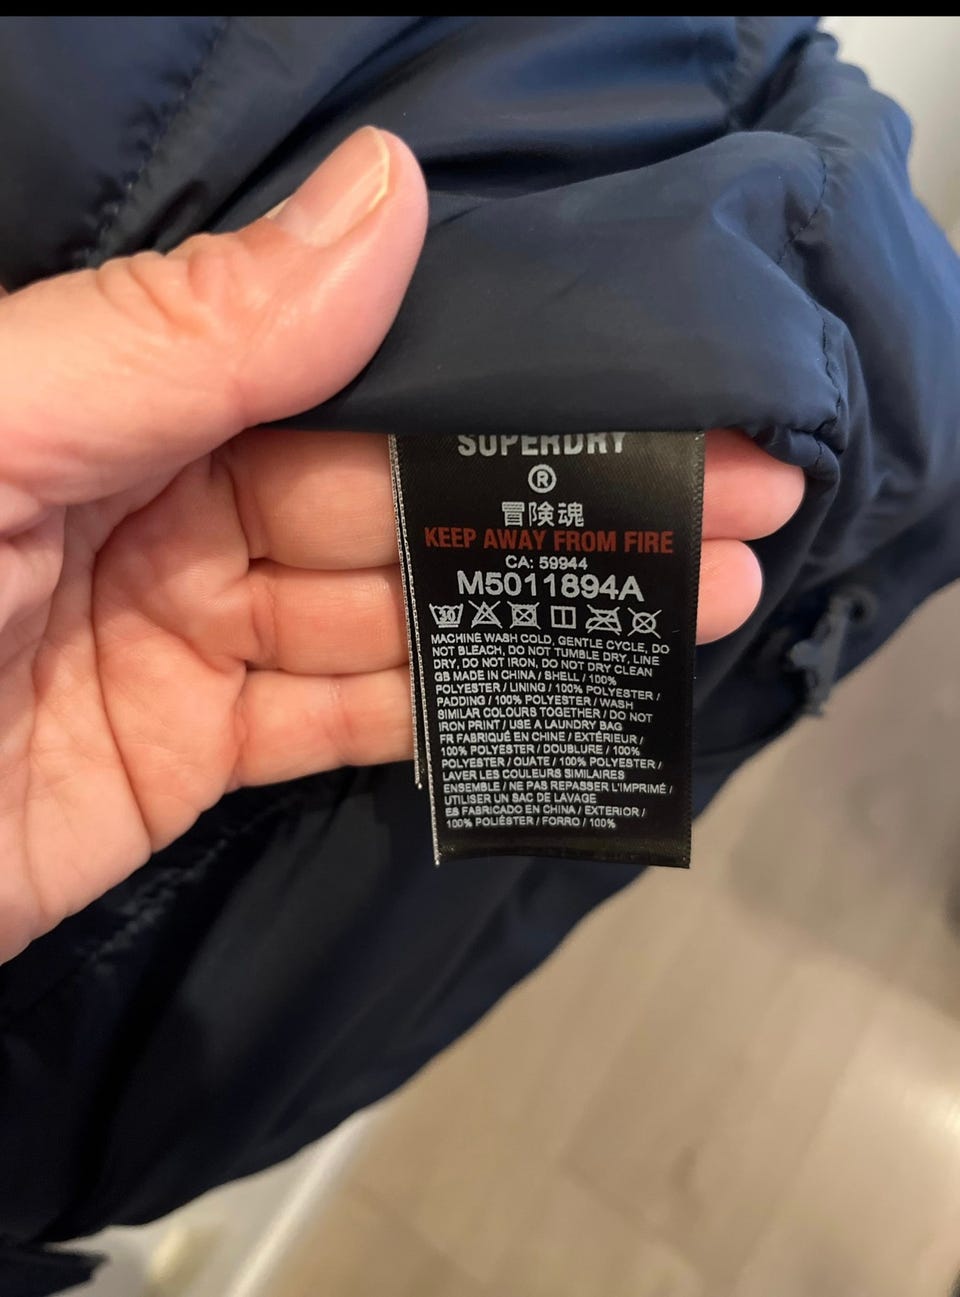 SUPERDRY
®
冒険魂
KEEP AWAY FROM FIRE
CA: 59944
M5011894A
30
MACHINE WASH COLD, GENTLE CYCLE, DO
NOT BLEACH, DO NOT TUMBLE DRY, LINE
DRY, DO NOT IRON, DO NOT DRY CLEAN
GB MADE IN CHINA / SHELL / 100%
POLYESTER / LINING / 100% POLYESTER /
PADDING / 100% POLYESTER / WASH
SIMILAR COLOURS TOGETHER / DO NOT
IRON PRINT / USE A LAUNDRY BAG
FR FABRIQUÉ EN CHINE / EXTÉRIEUR /
100% POLYESTER / DOUBLURE / 100%
POLYESTER / OUATE / 100% POLYESTER /
LAVER LES COULEURS SIMILAIRES
ENSEMBLE / NE PAS REPASSER L'IMPRIMÉ /
UTILISER UN SAC DE LAVAGE
ES FABRICADO EN CHINA / EXTERIOR /
100% POLIÉSTER / FORRO / 100%